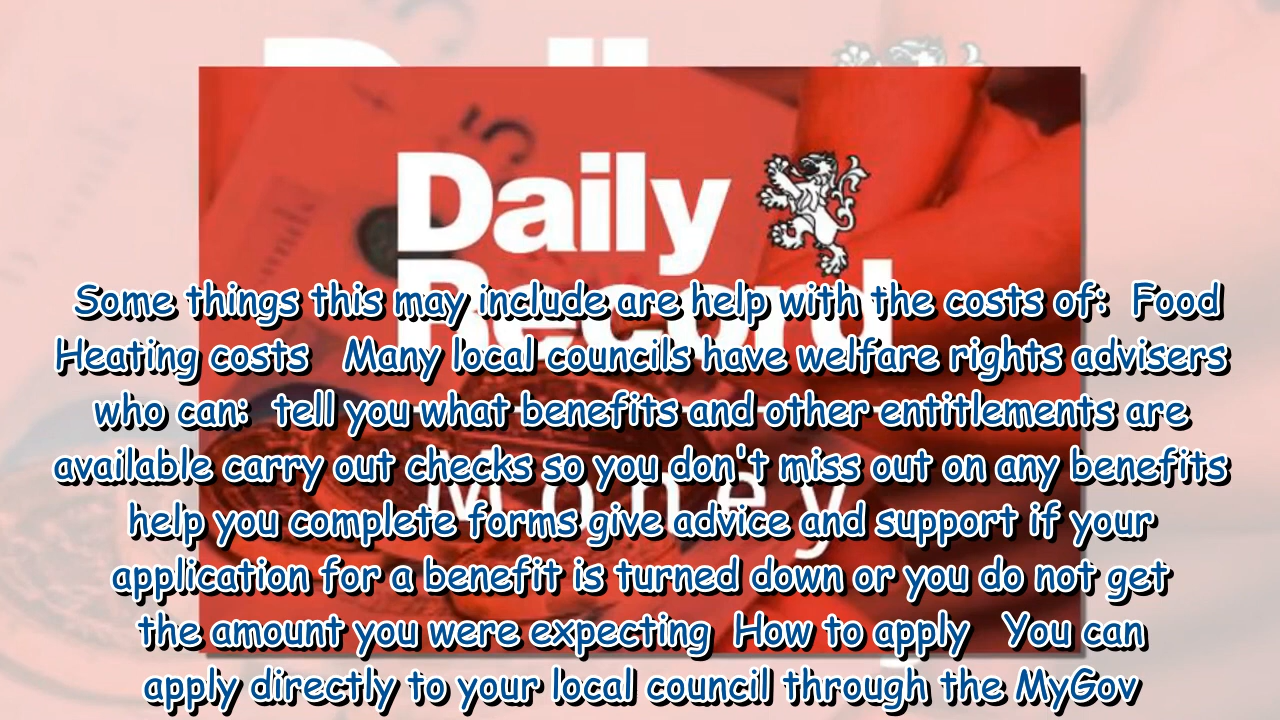 Daily
Record
Money
Some things this may include are help with the costs of: Food
Heating costs Many local councils have welfare rights advisers
who can: tell you what benefits and other entitlements are
available carry out checks so you don't miss out on any benefits
help you complete forms give advice and support if your
application for a benefit is turned down or you do not get
the amount you were expecting How to apply You can
apply directly to your local council through the MyGov